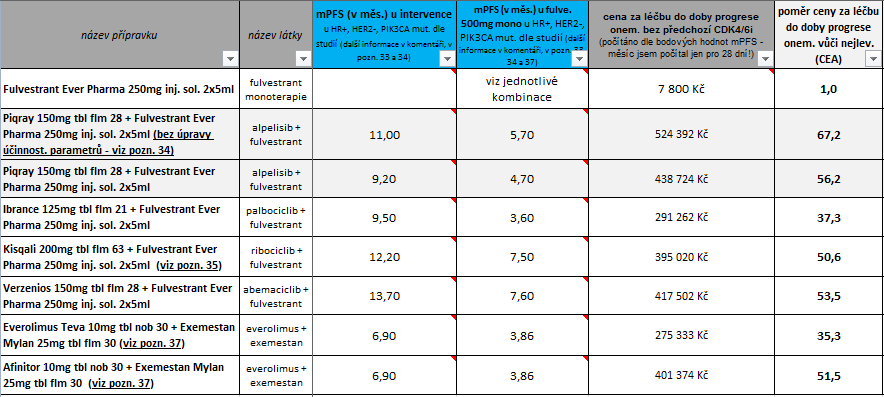 název přípravku
název látky
mPFS (v měs.) u intervence
u HR+, HER2-, PIK3CA mut. dle
studií (další informace v komentáři, v
pozn. 33 a 34)
mPFS (v měs.) u fulve.
500mg mono u HR+, HER2-,
PIK3CA mut. dle studií (další
informace v komentáři, v pozn. 33
34 a 37)
cena za léčbu do doby progrese
onem. bez předchozí CDK4/6i
(počítáno dle bodových hodnot mPFS -
měsíc jsem počítal jen pro 28 dní!)
poměr ceny za léčbu
do doby progrese
onem. vůči nejlev.
(CEA)
Fulvestrant Ever Pharma 250mg inj. sol. 2x5ml
fulvestrant
monoterapie
viz jednotlivé
kombinace
7 800 Kč
1,0
Piqray 150mg tbl flm 28 + Fulvestrant Ever
Pharma 250mg inj. sol. 2x5ml (bez úpravy
účinnost. parametrů - viz pozn. 34)
alpelisib +
fulvestrant
11,00
5,70
524 392 Kč
67,2
Piqray 150mg tbl flm 28 + Fulvestrant Ever
Pharma 250mg inj. sol. 2x5ml
alpelisib +
fulvestrant
9,20
4,70
438 724 Kč
56,2
Ibrance 125mg tbl flm 21 + Fulvestrant Ever
Pharma 250mg inj. sol. 2x5ml
palbociclib +
fulvestrant
9,50
3,60
291 262 Kč
37,3
Kisqali 200mg tbl flm 63 + Fulvestrant Ever
Pharma 250mg inj. sol. 2x5ml (viz pozn. 35)
ribociclib +
fulvestrant
12,20
7,50
395 020 Kč
50,6
Verzenios 150mg tbl flm 28 + Fulvestrant Ever
Pharma 250mg inj. sol. 2x5ml
abemaciclib +
fulvestrant
13,70
7,60
417 502 Kč
53,5
Everolimus Teva 10mg tbl nob 30 + Exemestan
Mylan 25mg tbl flm 30 (viz pozn. 37)
everolimus +
exemestan
6,90
3,86
275 333 Kč
35,3
Afinitor 10mg tbl nob 30 + Exemestan Mylan
25mg tbl flm 30 (viz pozn. 37)
everolimus +
exemestan
6,90
3,86
401 374 Kč
51,5